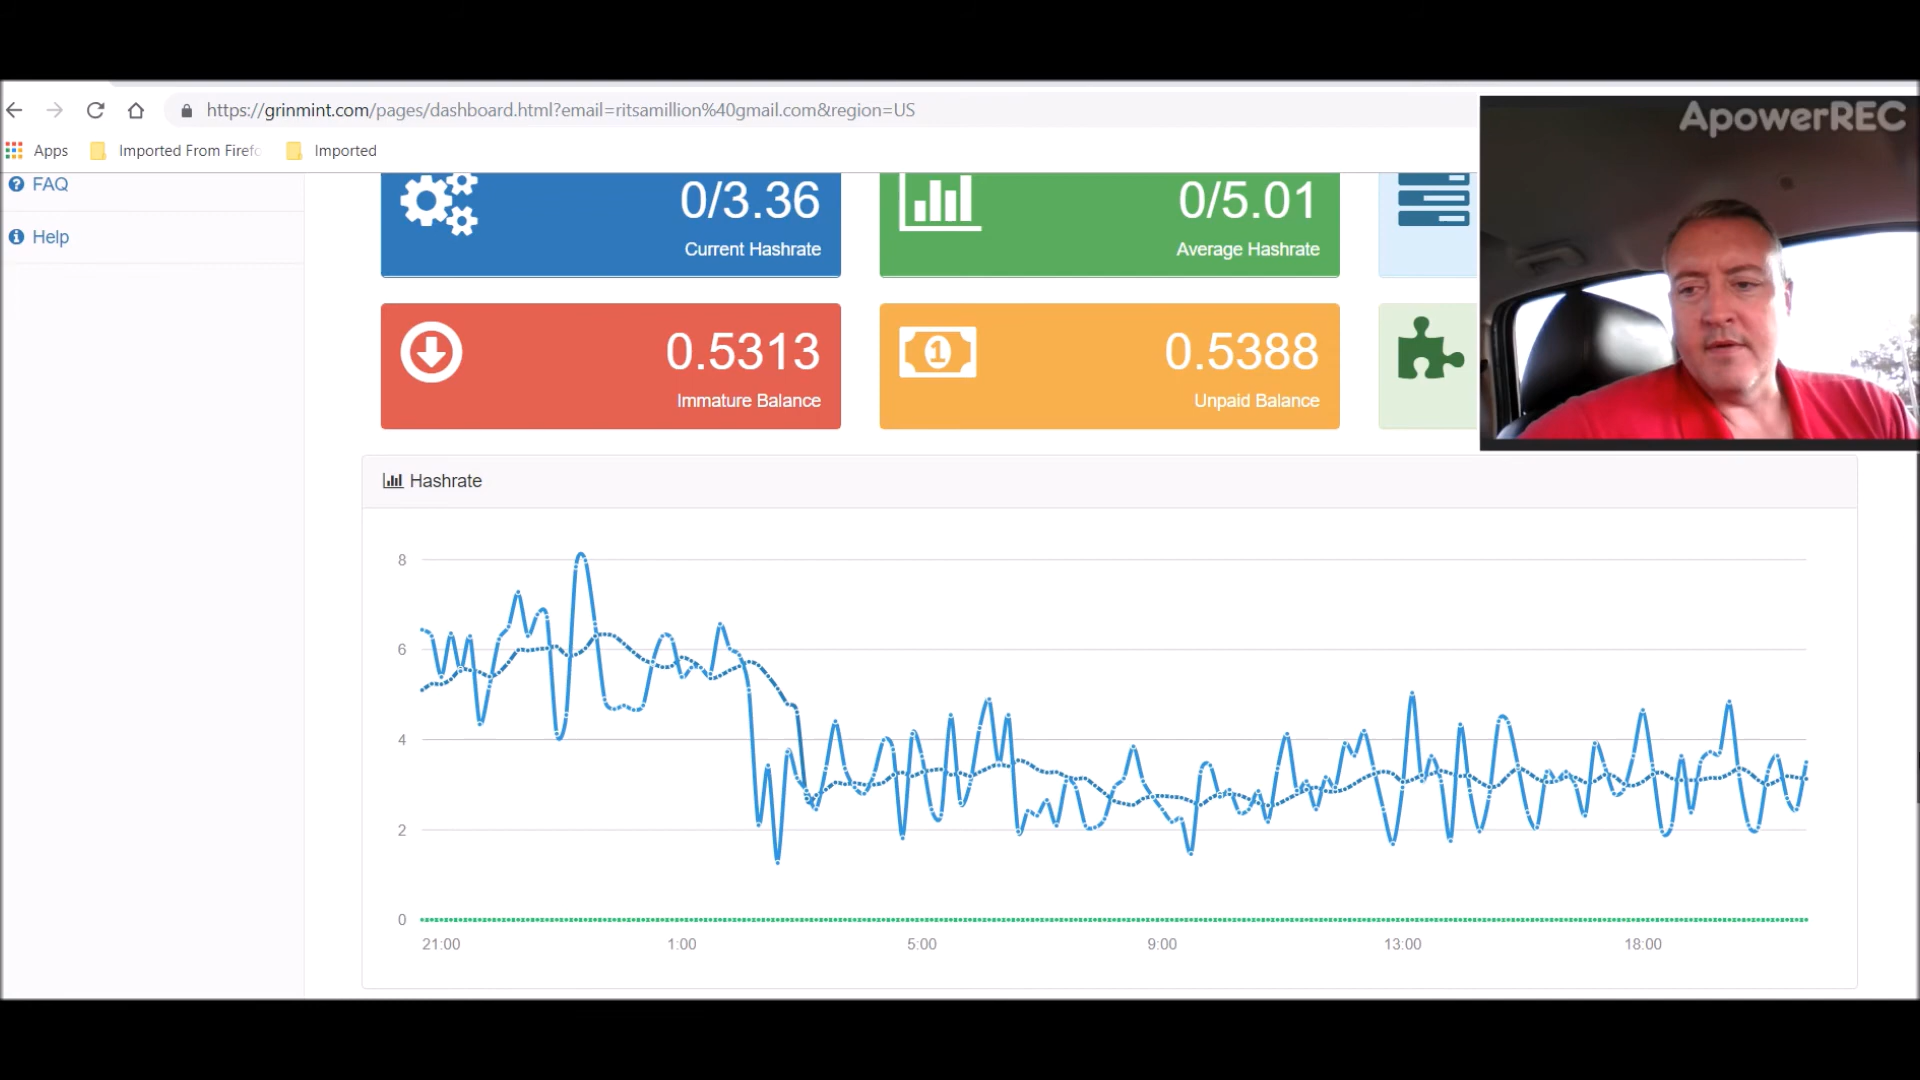 ApowerREC
https://grinmint.com/pages/dashboard.html?email=ritsamillion%40gmail.com&region=US
Apps Imported From Firefo Imported
FAQ
Help
0/3.36
Current Hashrate
0/5.01
Average Hashrate
0.5313
Immature Balance
1
0.5388
Unpaid Balance
Hashrate
8
6
4
2
0
21:00 1:00 5:00 9:00 13:00 18:00